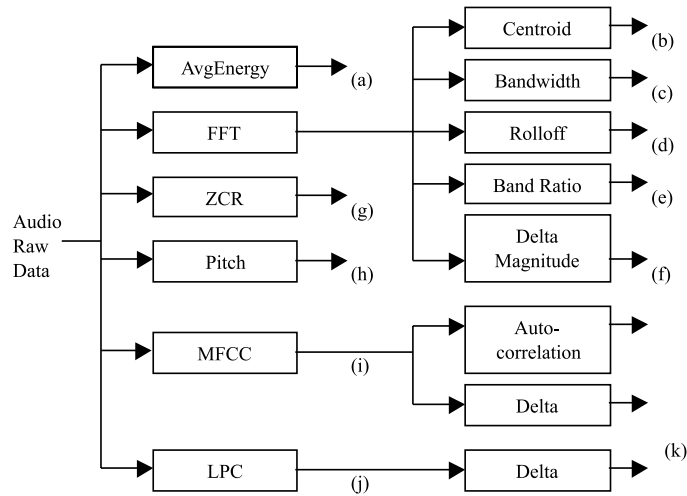 Audio
Raw
Data
AvgEnergy
(a)
FFT
ZCR
(g)
Pitch
(h)
MFCC
(i)
LPC
(j)
Centroid
(b)
Bandwidth
(c)
Rolloff
(d)
Band Ratio
(e)
Delta
Magnitude
(f)
Auto-
correlation
Delta
Delta
(k)